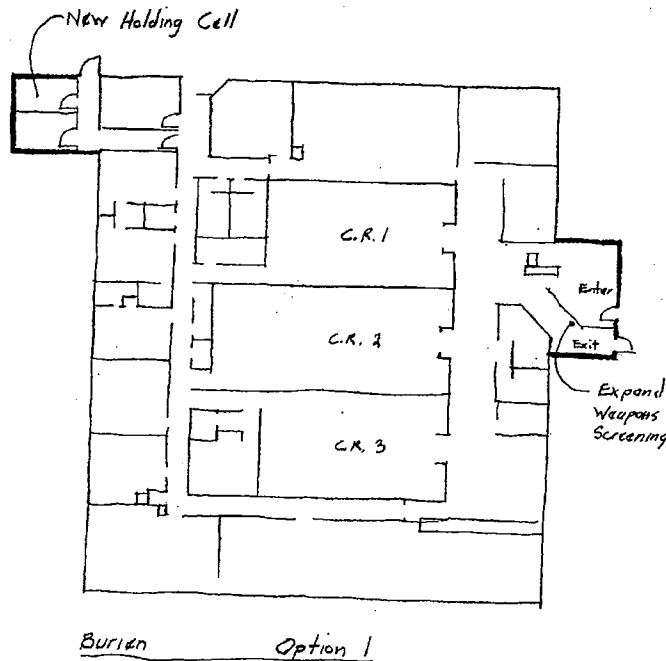 New Holding Cell
C.R. 1
Enter
C.R. 2
Exit
Expand
Weapons
Screening
C.R. 3
Burien Option 1